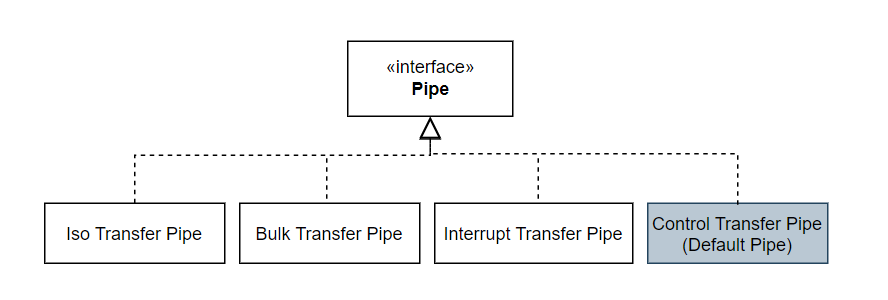 «interface»
Pipe
Iso Transfer Pipe
Bulk Transfer Pipe
Interrupt Transfer Pipe
Control Transfer Pipe
(Default Pipe)